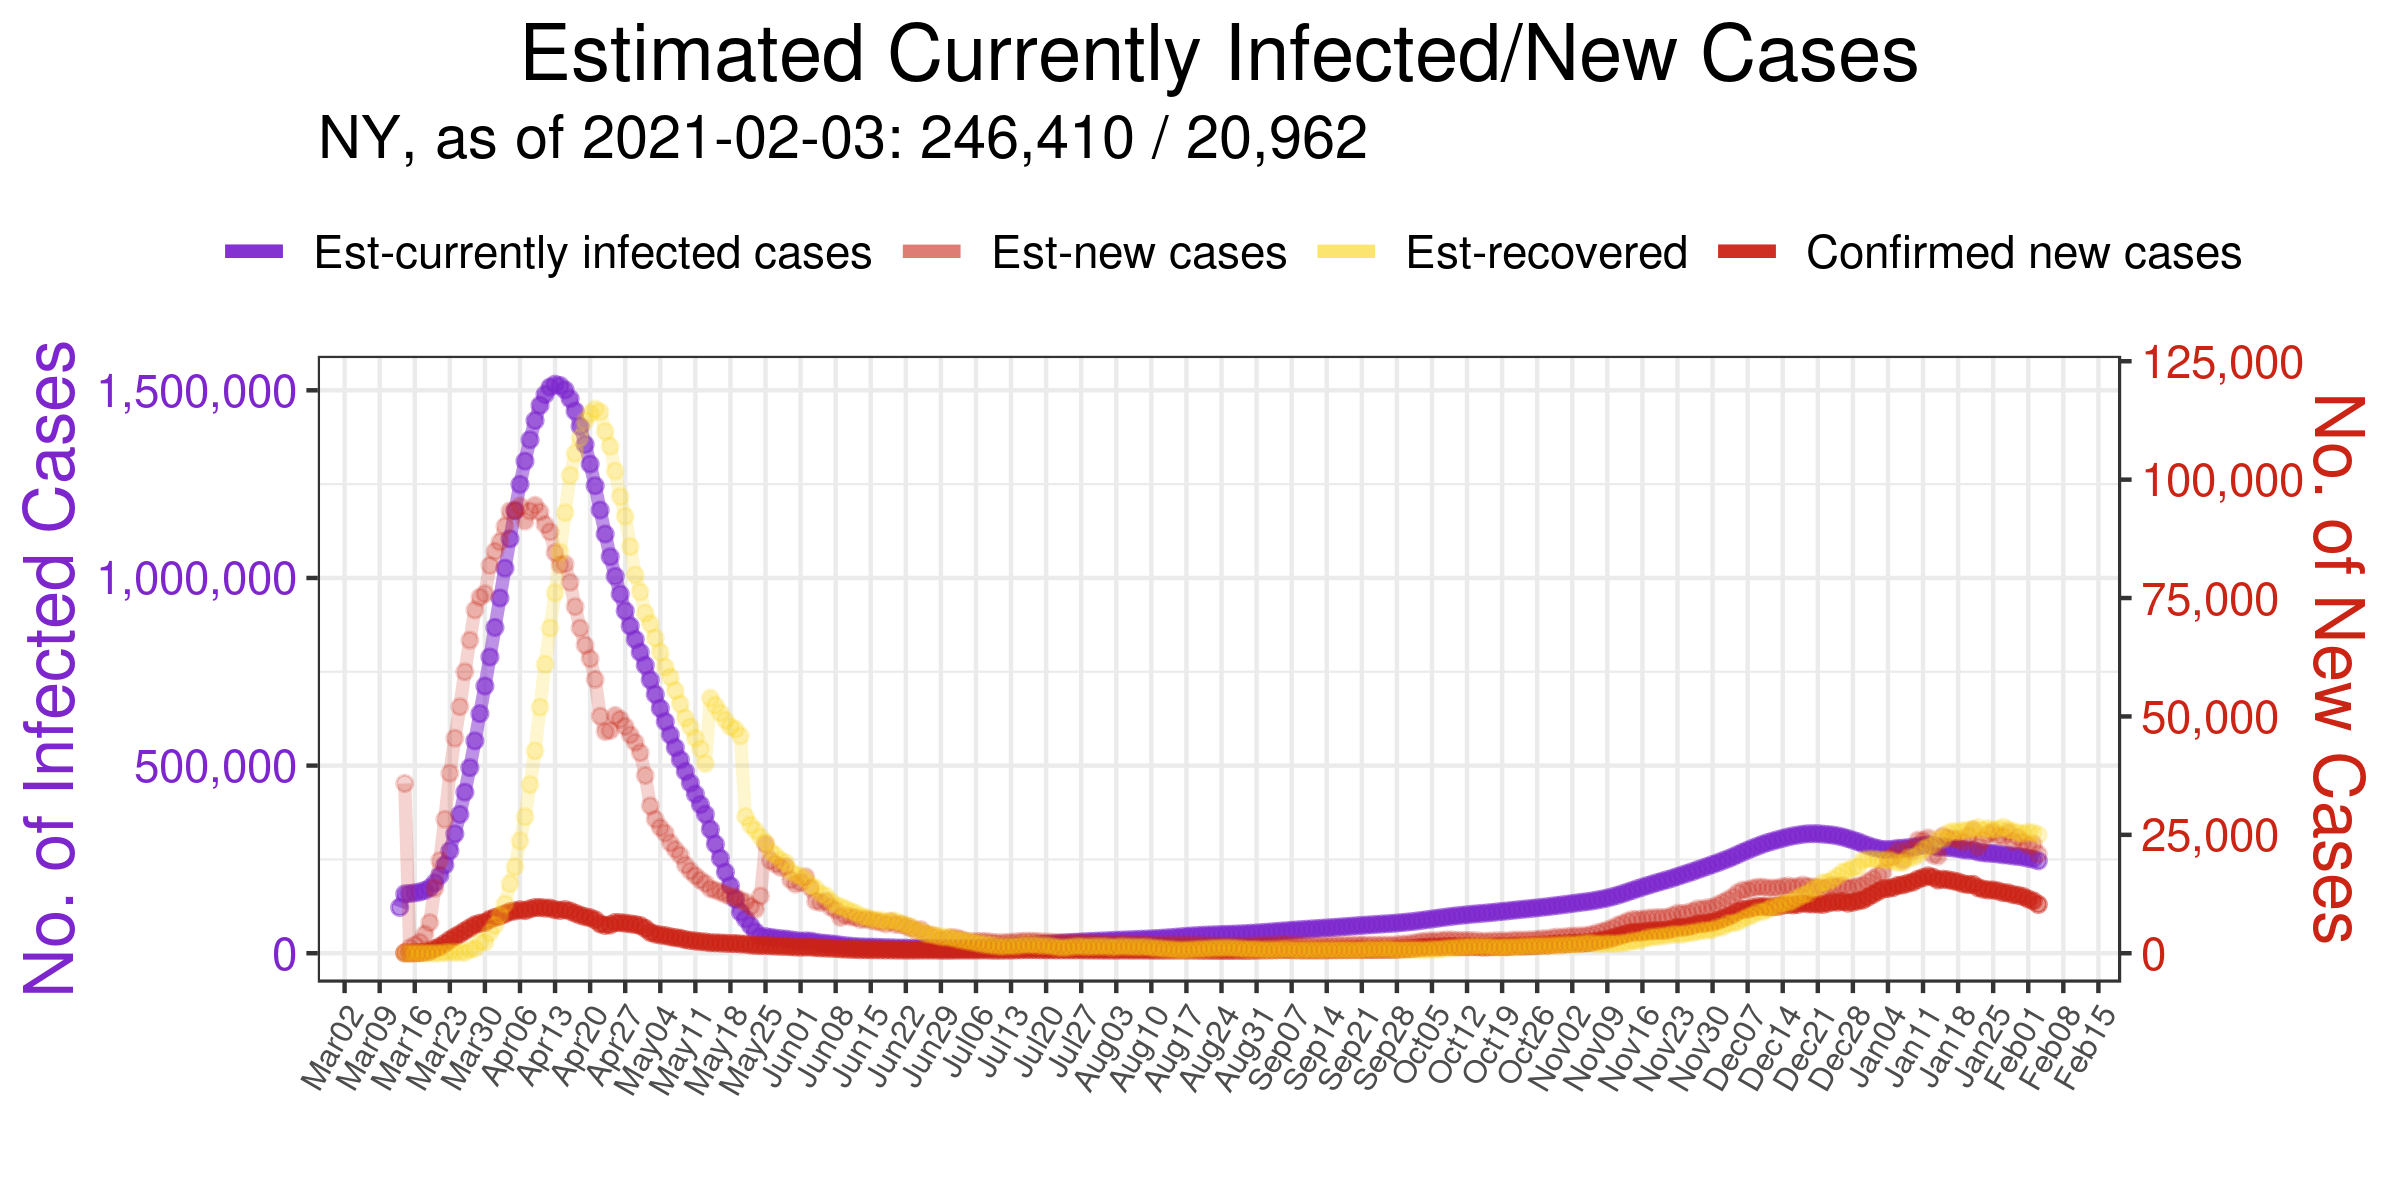 Estimated Currently Infected/New Cases
NY, as of 2021-02-03: 246,410 / 20,962
Est-currently infected cases Est-new cases Est-recovered Confirmed new cases
No. of Infected Cases
1,500,000
1,000,000
500,000
0
125,000
100,000
75,000
50,000
25,000
0
No. of New Cases
Mar02
Mar09
Mar16
Mar23
Mar30
Apr06
Apr13
Apr20
Apr27
May04
May11
May18
May25
Jun01
Jun08
Jun15
Jun22
Jun29
Jul06
Jul13
Jul20
Jul27
Aug03
Aug10
Aug17
Aug24
Aug31
Sep07
Sep14
Sep21
Sep28
Oct05
Oct12
Oct19
Oct26
Nov02
Nov09
Nov16
Nov23
Nov30
Dec07
Dec14
Dec21
Dec28
Jan04
Jan11
Jan18
Jan25
Feb01
Feb08
Feb15